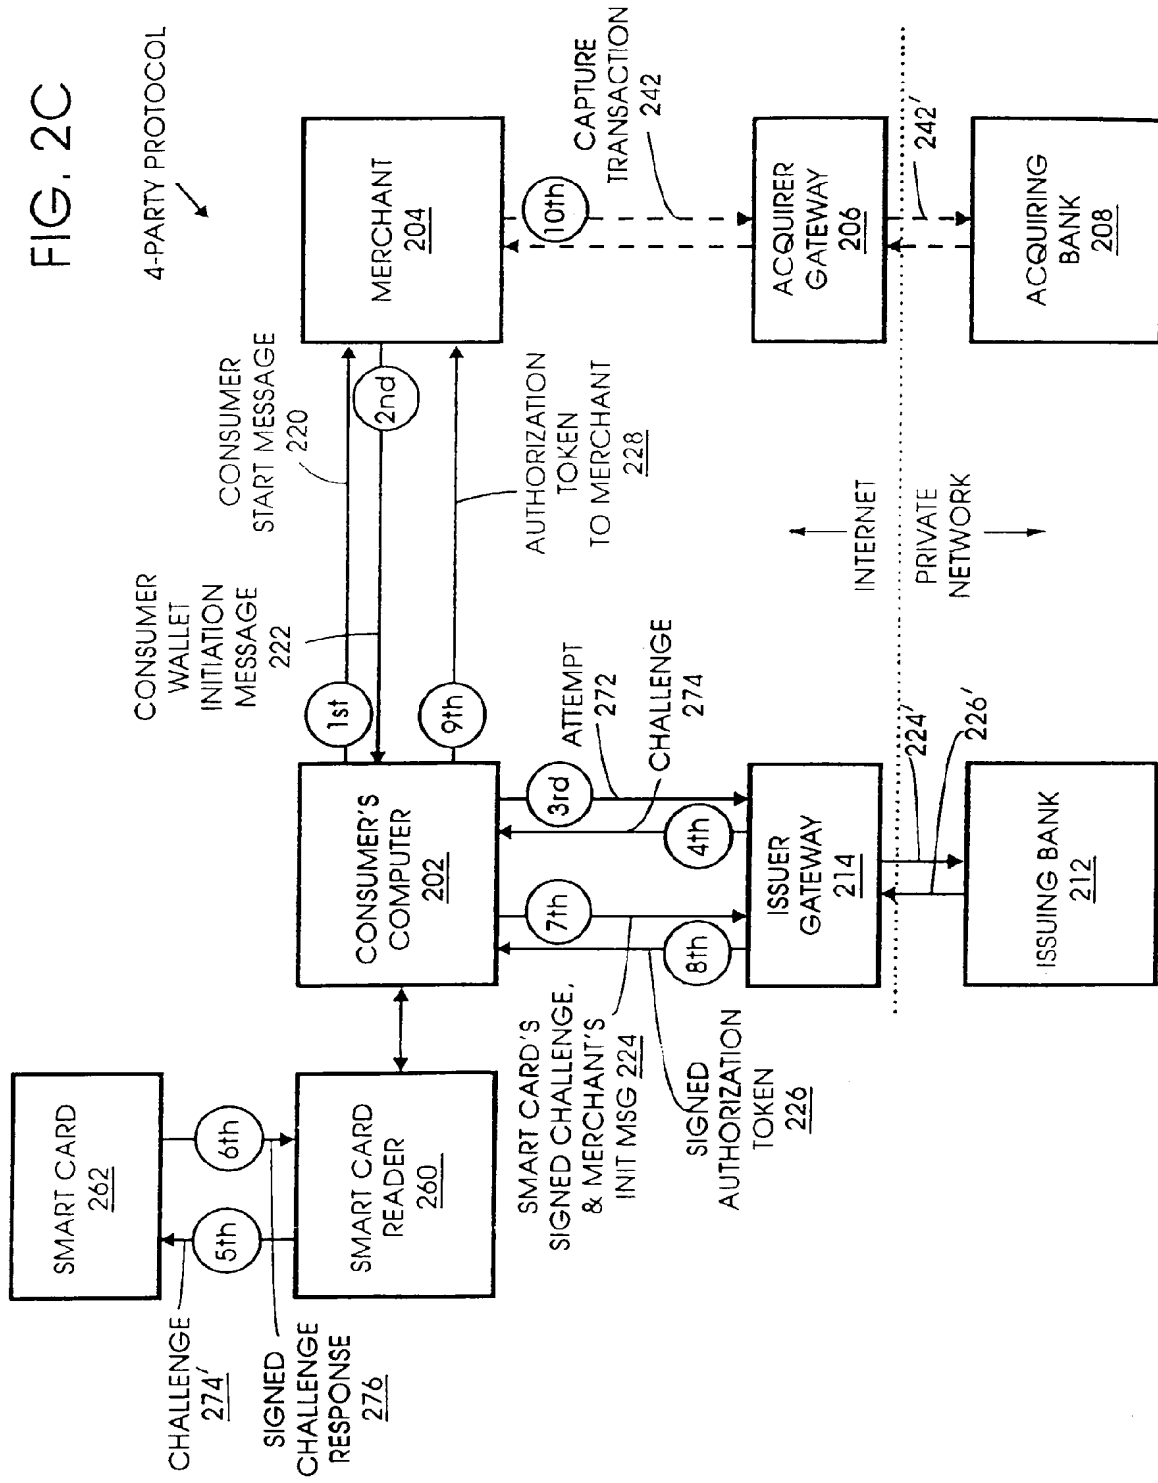 FIG. 2C
4-PARTY PROTOCOL
SMART CARD
262
CHALLENGE
274'
5th
6th
SIGNED
CHALLENGE
RESPONSE
276
SMART CARD
READER
260
CONSUMER
WALLET
INITIATION
MESSAGE
222
CONSUMER
START MESSAGE
220
1st
2nd
9th
CONSUMER'S
COMPUTER
202
MERCHANT
204
AUTHORIZATION
TOKEN
TO MERCHANT
228
7th
3rd
ATTEMPT
272
10th
CAPTURE
TRANSACTION
242
SMART CARD'S
SIGNED CHALLENGE,
& MERCHANT'S
INIT MSG 224
8th
4th
CHALLENGE
274
SIGNED
AUTHORIZATION
TOKEN
226
ISSUER
GATEWAY
214
ACQUIRER
GATEWAY
206
INTERNET
PRIVATE
NETWORK
224'
226'
242'
ISSUING BANK
212
ACQUIRING
BANK
208